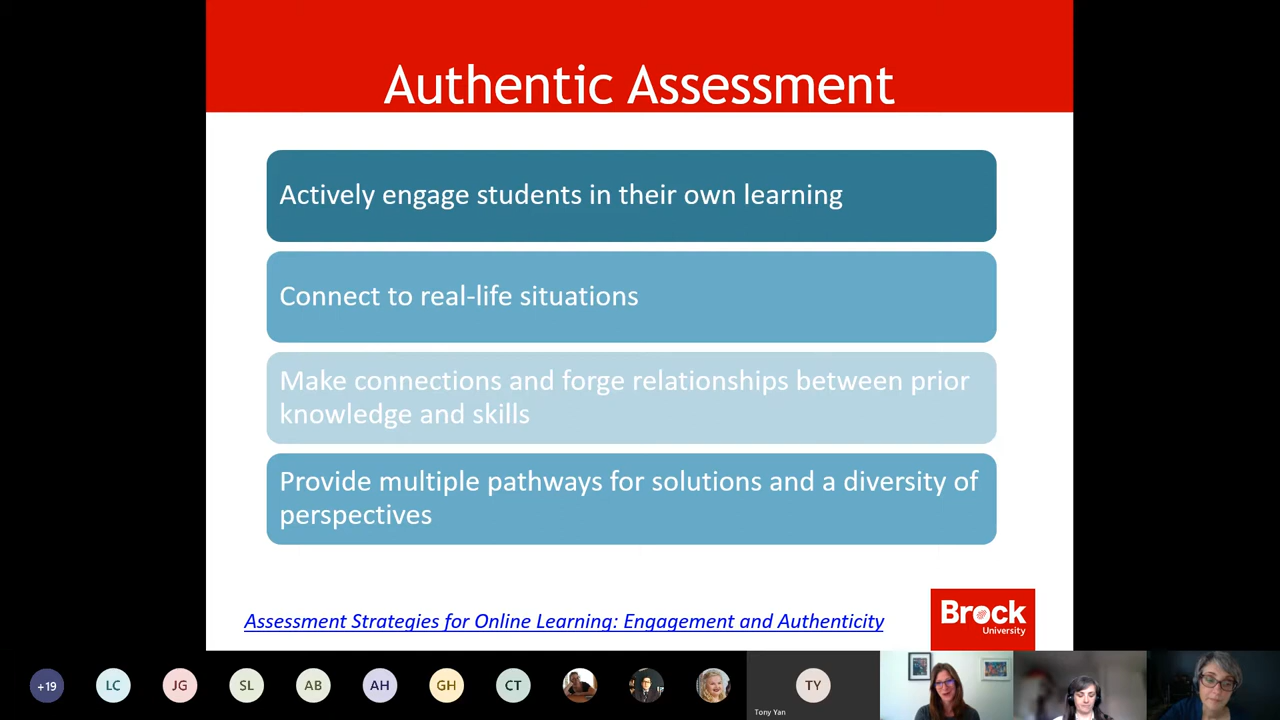 Authentic Assessment
Actively engage students in their own learning
Connect to real-life situations
Make connections and forge relationships between prior
knowledge and skills
Provide multiple pathways for solutions and a diversity of
perspectives
Assessment Strategies for Online Learning: Engagement and Authenticity
Brock
University
+19
LC
JG
SL
AB
AH
GH
CT
TY
Tony Yan